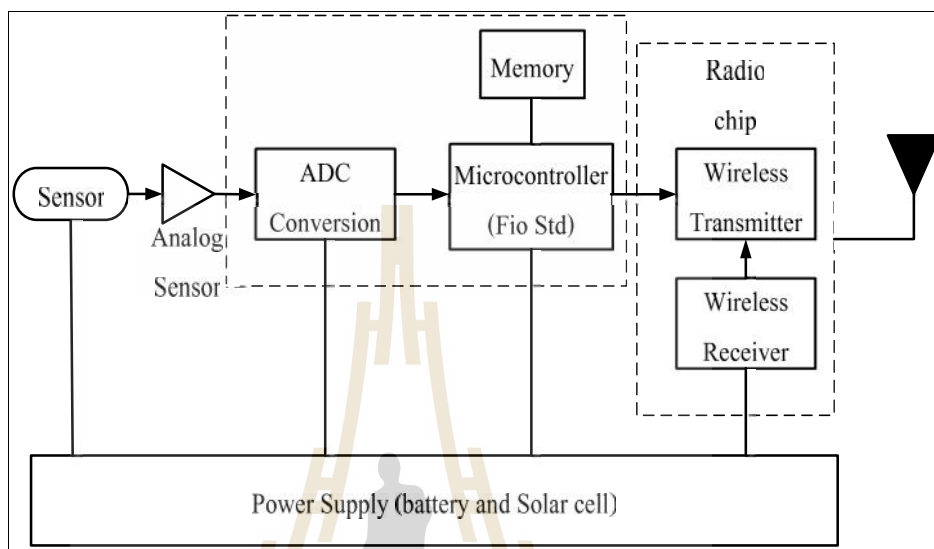 Sensor
Analog
Sensor
ADC
Conversion
Memory
Microcontroller
(Fio Std)
Radio
chip
Wireless
Transmitter
Wireless
Receiver
Power Supply (battery and Solar cell)